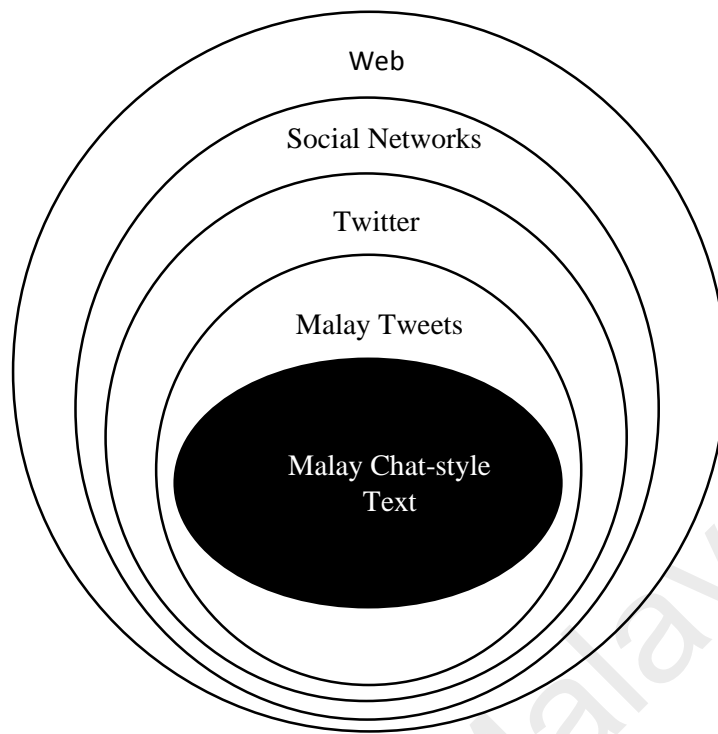 Web
Social Networks
Twitter
Malay Tweets
Malay Chat-style
Text